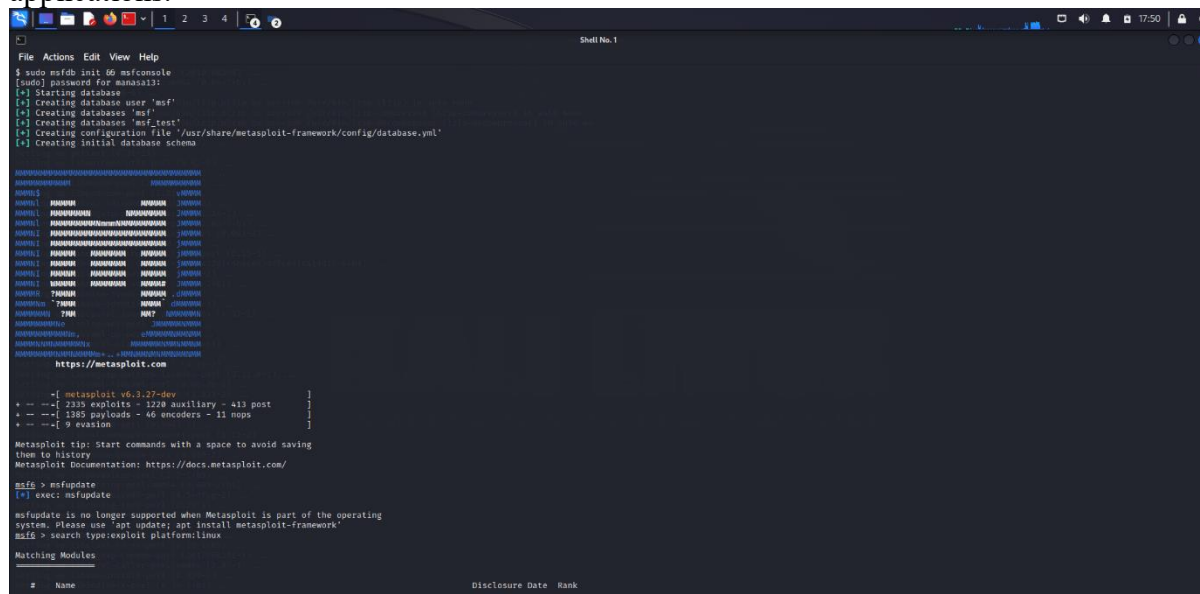 applications.
1 2 3 4
17:50
Shell No. 1
File Actions Edit View Help
$ sudo msfdb init && msfconsole
[sudo] password for manasa13:
[+] Starting database
[+] Creating database user 'msf'
[+] Creating databases 'msf'
[+] Creating databases 'msf_test'
[+] Creating configuration file '/usr/share/metasploit-framework/config/database.yml'
[+] Creating initial database schema
https://metasploit.com
=[ metasploit v6.3.27-dev ]
+ -- --=[ 2335 exploits - 1220 auxiliary - 413 post ]
+ -- --=[ 1385 payloads - 46 encoders - 11 nops ]
+ -- --=[ 9 evasion ]
Metasploit tip: Start commands with a space to avoid saving
them to history
Metasploit Documentation: https://docs.metasploit.com/
msf6 > msfupdate
[*] exec: msfupdate
msfupdate is no longer supported when Metasploit is part of the operating
system. Please use 'apt update; apt install metasploit-framework'
msf6 > search type:exploit platform:linux
Matching Modules
# Name Disclosure Date Rank